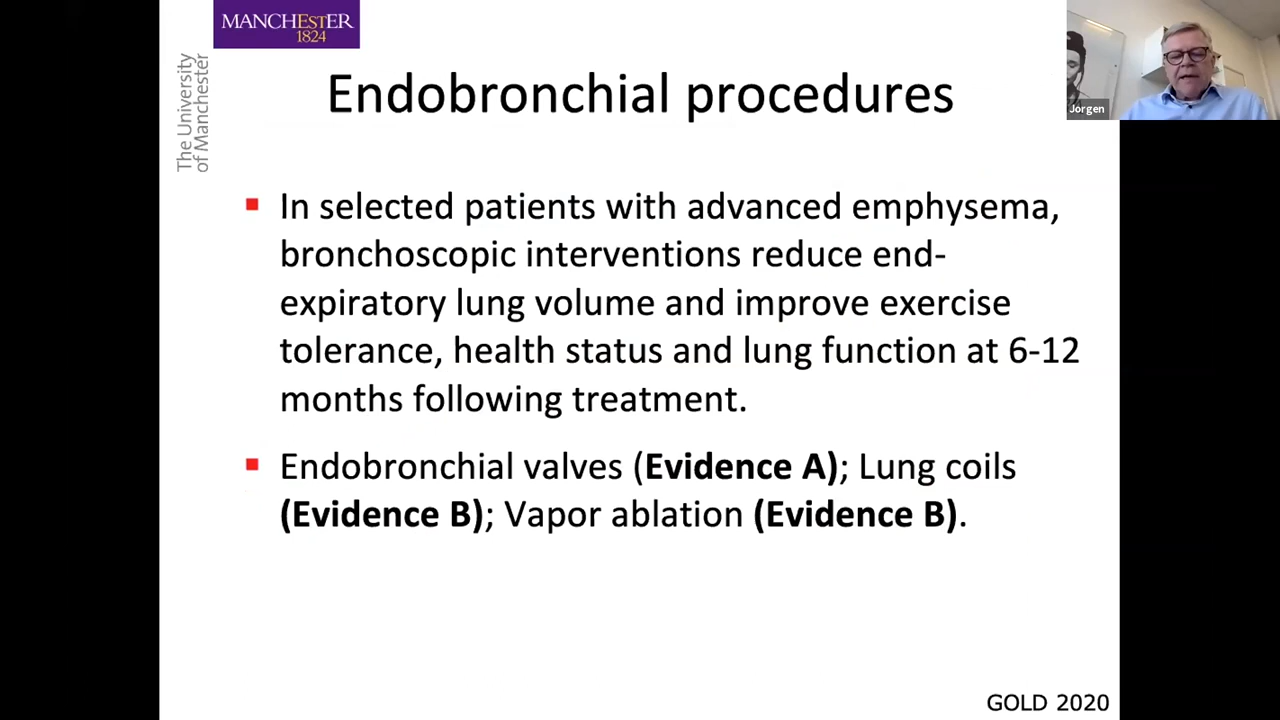 MANCHESTER
1824
The University
of Manchester
Endobronchial procedures
Jorgen
In selected patients with advanced emphysema,
bronchoscopic interventions reduce end-
expiratory lung volume and improve exercise
tolerance, health status and lung function at 6-12
months following treatment.
Endobronchial valves (Evidence A); Lung coils
(Evidence B); Vapor ablation (Evidence B).
GOLD 2020